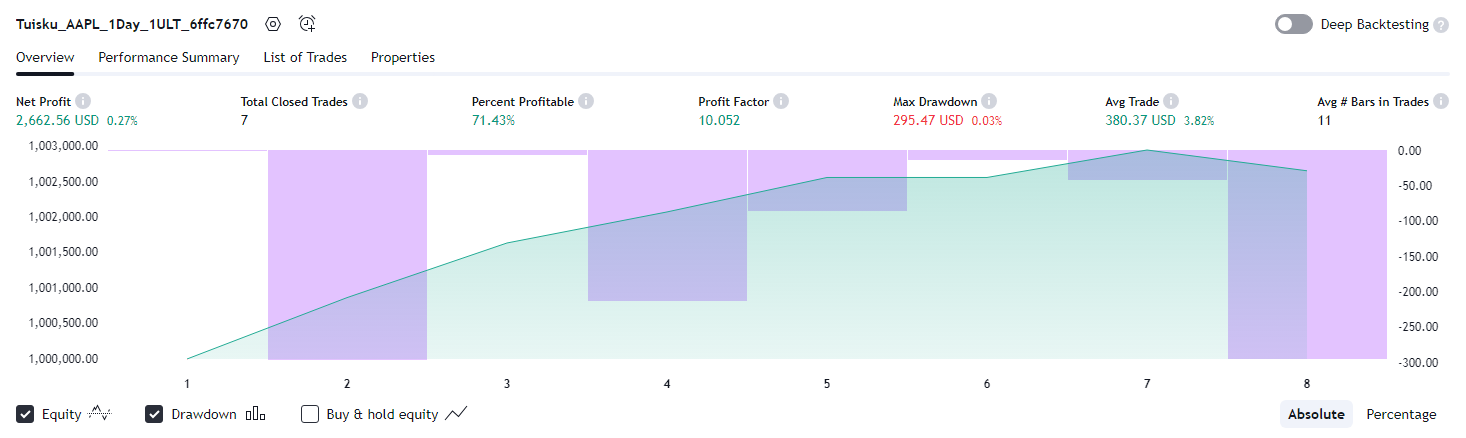 Tuisku_AAPL_1Day_1ULT_6ffc7670 Deep Backtesting ?
Overview Performance Summary List of Trades Properties
Net Profit i Total Closed Trades i Percent Profitable i Profit Factor i Max Drawdown i Avg Trade i Avg # Bars in Trades i
2,662.56 USD 0.27% 7 71.43% 10.052 295.47 USD 0.03% 380.37 USD 3.82% 11
1,003,000.00 0.00
1,002,500.00 -50.00
1,002,000.00 -100.00
1,001,500.00 -150.00
1,001,000.00 -200.00
1,000,500.00 -250.00
1,000,000.00 -300.00
1 2 3 4 5 6 7 8
Equity Drawdown Buy & hold equity Absolute Percentage